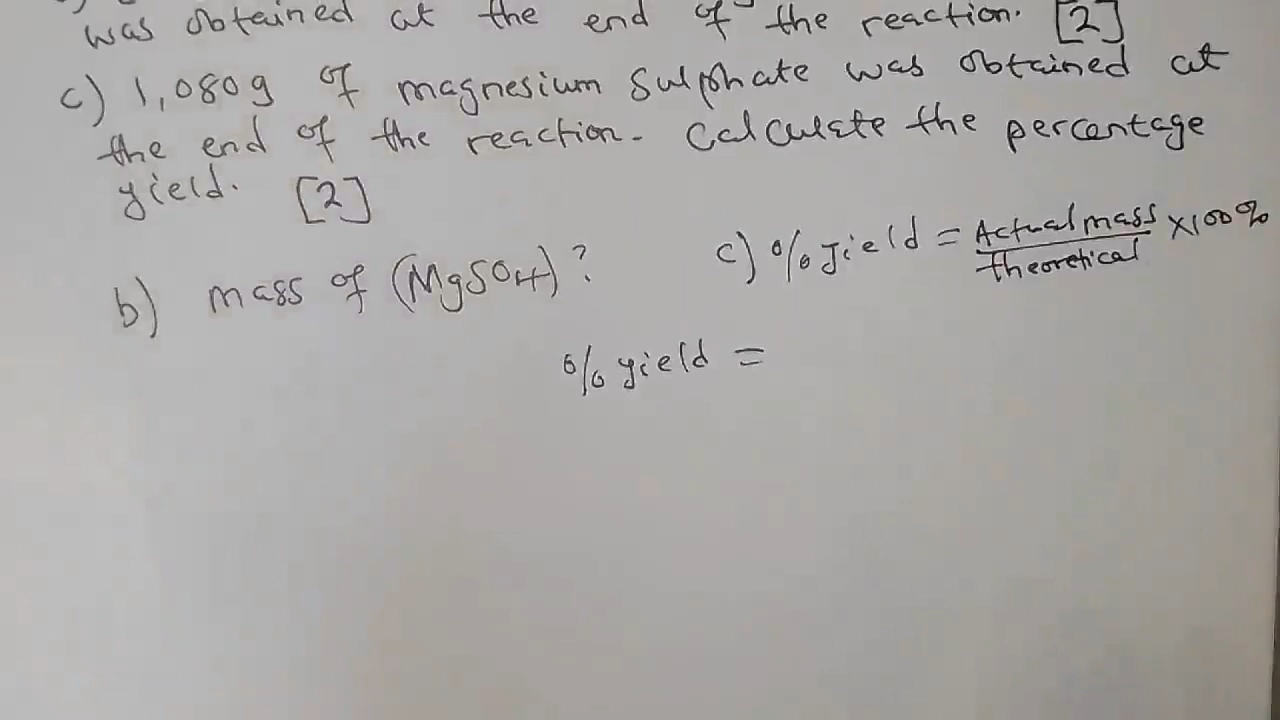 was obtained at the end of the reaction. [2]
c) 1,080g of magnesium sulphate was obtained at
the end of the reaction. Calculate the percentage
yield. [2]
b) mass of (MgSO4)?
c) % yield = Actual mass / theoretical × 100%
% yield =